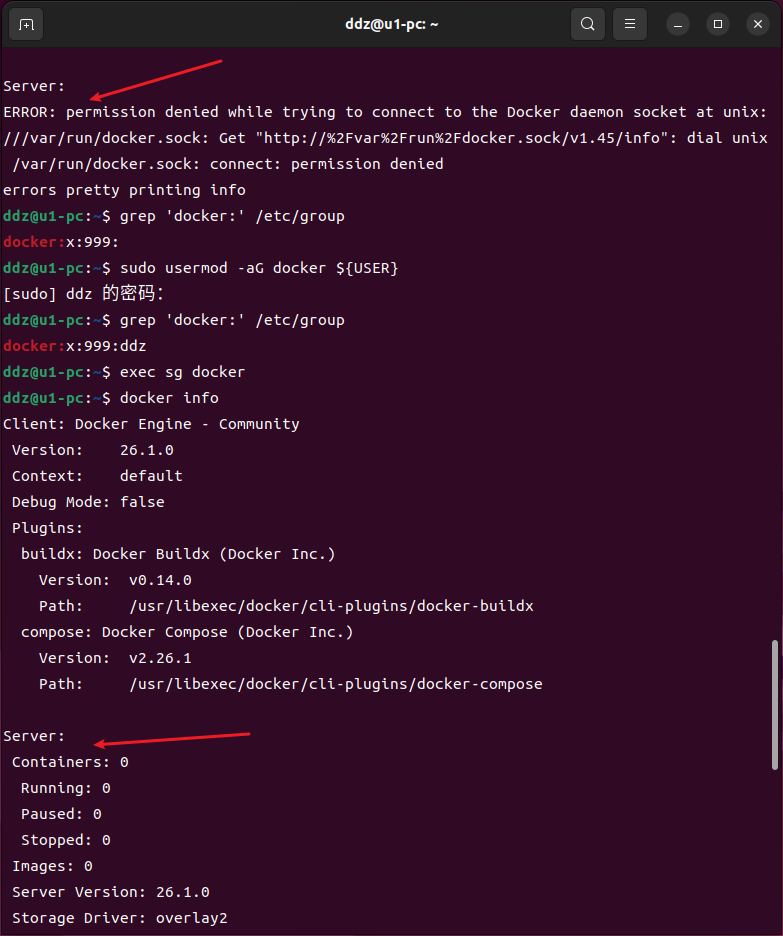 ddz@u1-pc: ~
Server:
ERROR: permission denied while trying to connect to the Docker daemon socket at unix:
///var/run/docker.sock: Get "http://%2Fvar%2Frun%2Fdocker.sock/v1.45/info": dial unix
 /var/run/docker.sock: connect: permission denied
errors pretty printing info
ddz@u1-pc:~$ grep 'docker:' /etc/group
docker:x:999:
ddz@u1-pc:~$ sudo usermod -aG docker ${USER}
[sudo] ddz 的密码：
ddz@u1-pc:~$ grep 'docker:' /etc/group
docker:x:999:ddz
ddz@u1-pc:~$ exec sg docker
ddz@u1-pc:~$ docker info
Client: Docker Engine - Community
 Version:    26.1.0
 Context:    default
 Debug Mode: false
 Plugins:
  buildx: Docker Buildx (Docker Inc.)
    Version:  v0.14.0
    Path:     /usr/libexec/docker/cli-plugins/docker-buildx
  compose: Docker Compose (Docker Inc.)
    Version:  v2.26.1
    Path:     /usr/libexec/docker/cli-plugins/docker-compose
Server:
 Containers: 0
  Running: 0
  Paused: 0
  Stopped: 0
 Images: 0
 Server Version: 26.1.0
 Storage Driver: overlay2